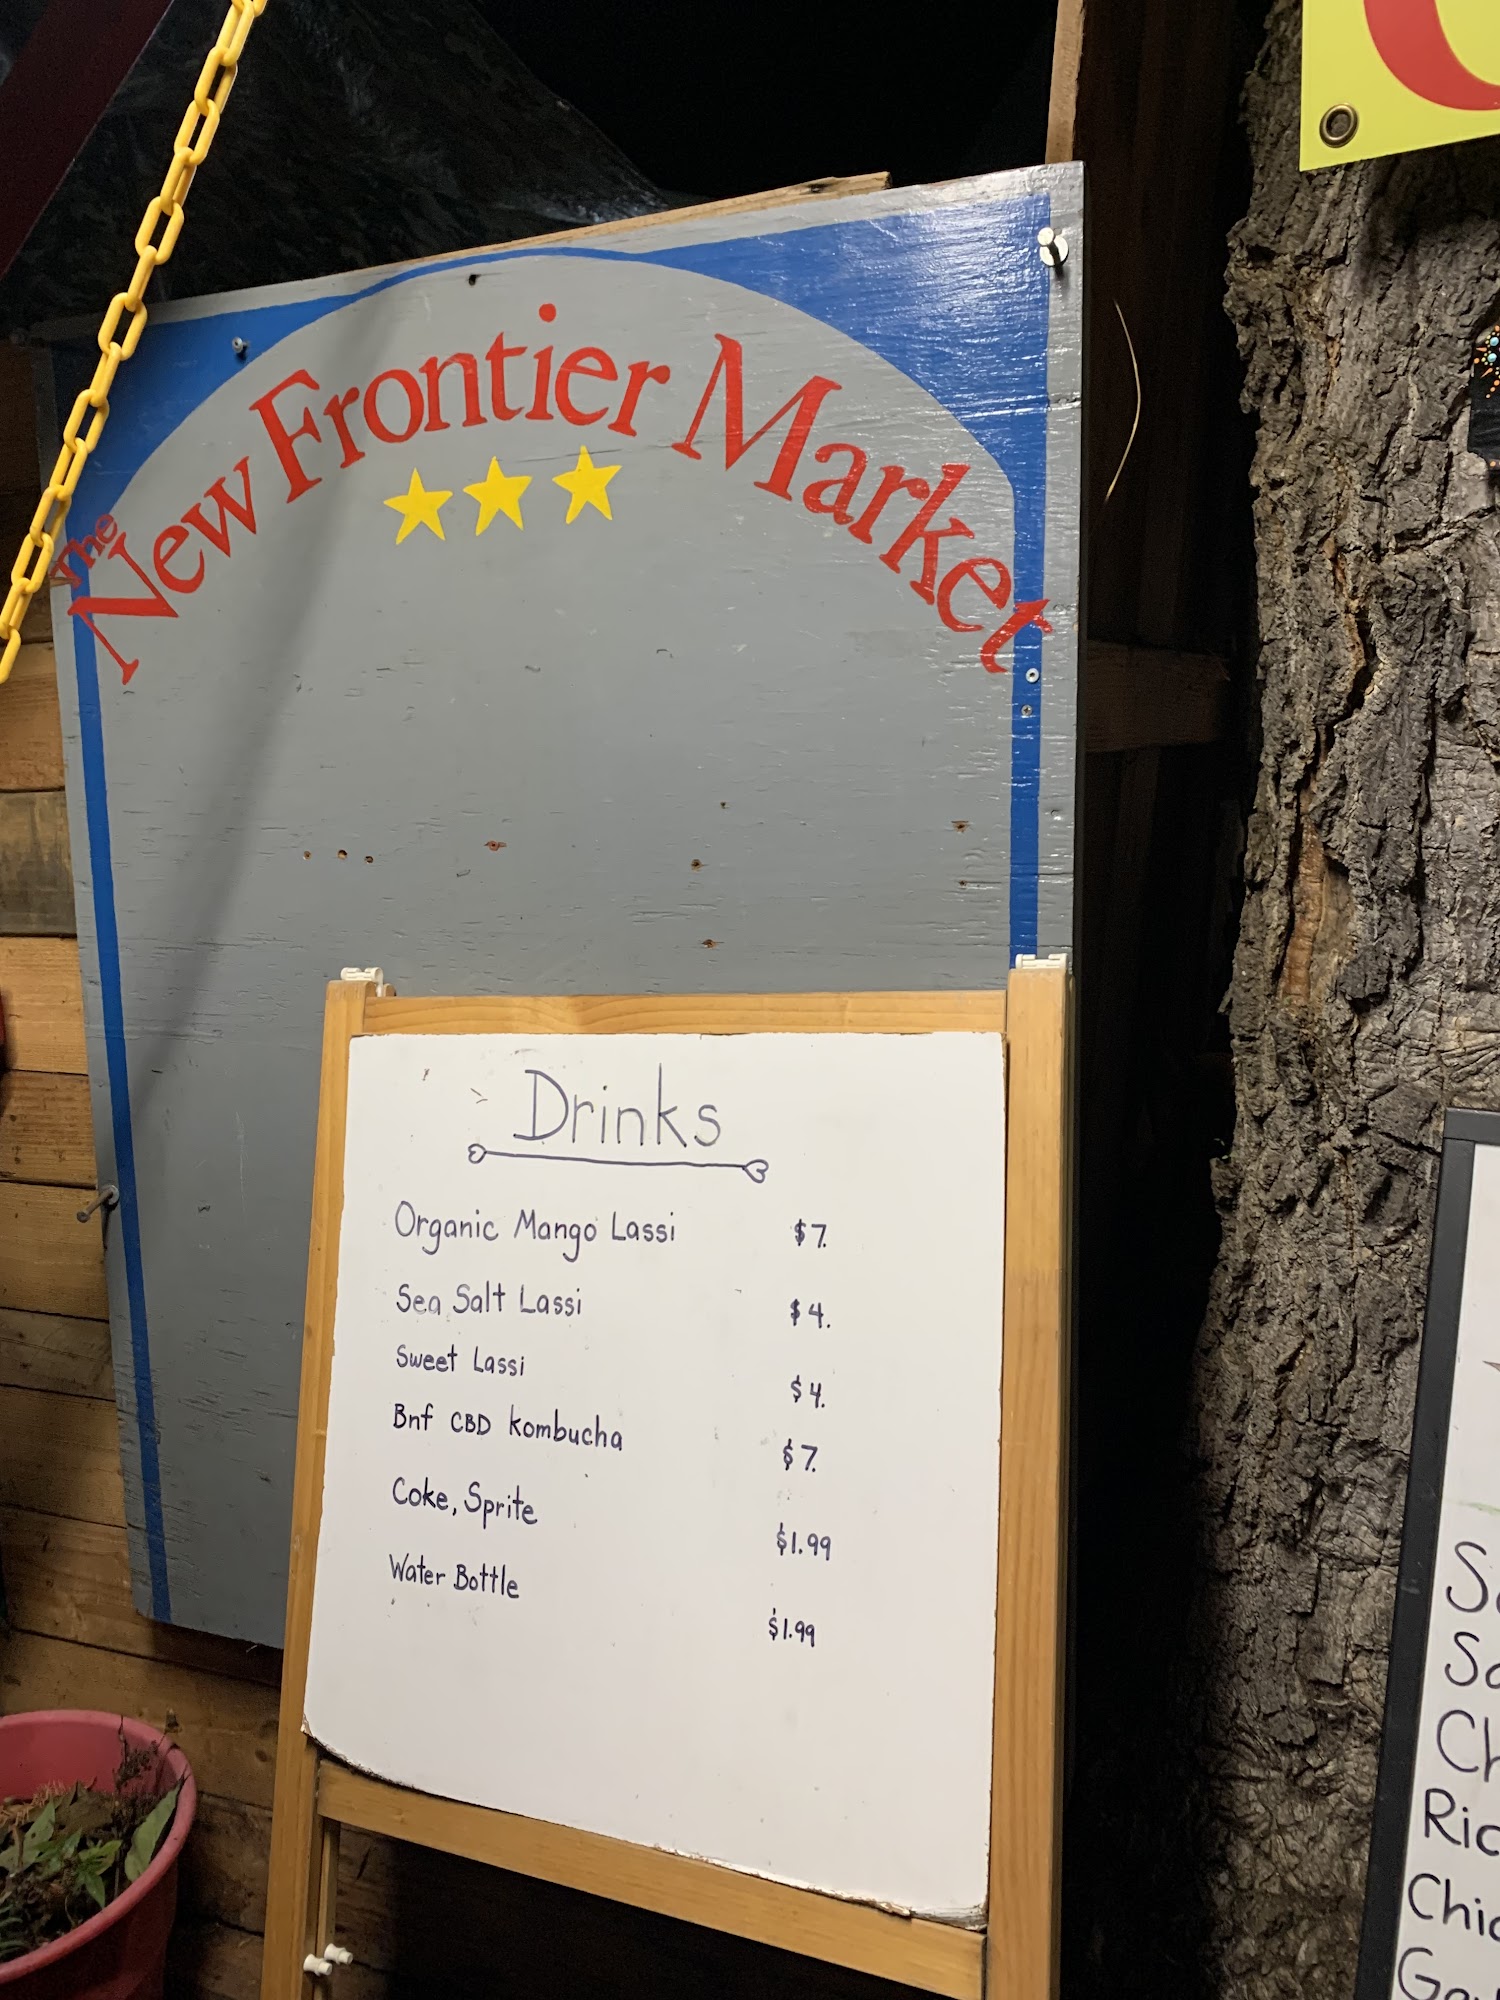 The New Frontier Market
Drinks
Organic Mango Lassi $7.
Sea Salt Lassi $4.
Sweet Lassi $4.
Bnf CBD Kombucha $7.
Coke, Sprite $1.99
Water Bottle $1.99